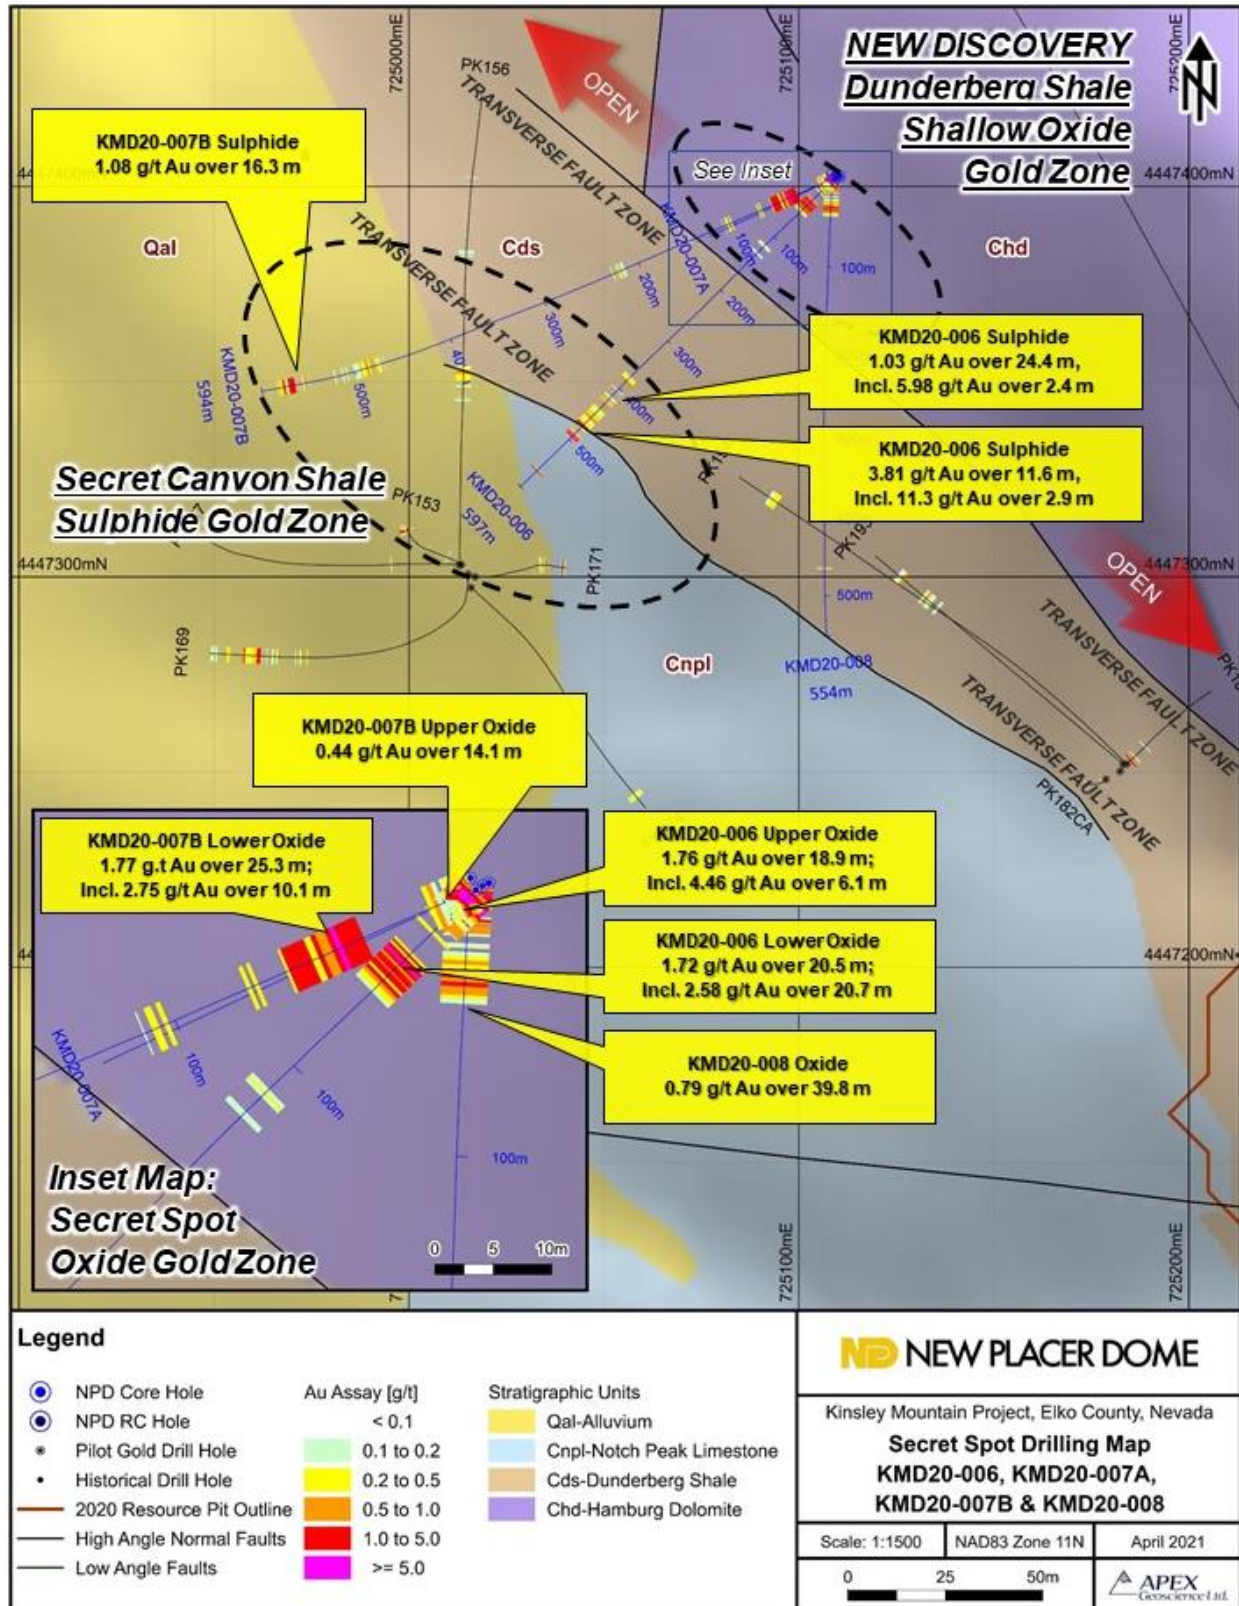 725000mE
725100mE
725200mE
NEW DISCOVERY
Dunderberg Shale
Shallow Oxide
Gold Zone
N
OPEN
PK156
TRANSVERSE FAULT ZONE
TRANSVERSE FAULT ZONE
KMD20-007B Sulphide
1.08 g/t Au over 16.3 m
See Inset
4447400mN
4447400mN
Qal
Cds
Chd
KMD20-007A
100m
100m
100m
200m
200m
300m
300m
500m
500m
KMD20-007B
594m
KMD20-006 Sulphide
1.03 g/t Au over 24.4 m,
Incl. 5.98 g/t Au over 2.4 m
KMD20-006 Sulphide
3.81 g/t Au over 11.6 m,
Incl. 11.3 g/t Au over 2.9 m
Secret Canyon Shale
Sulphide Gold Zone
PK153
KMD20-006
597m
PK171
4447300mN
4447300mN
500m
OPEN
PK169
Cnpl
KMD20-008
554m
TRANSVERSE FAULT ZONE
TRANSVERSE FAULT ZONE
PK182CA
KMD20-007B Upper Oxide
0.44 g/t Au over 14.1 m
KMD20-007B Lower Oxide
1.77 g.t Au over 25.3 m;
Incl. 2.75 g/t Au over 10.1 m
KMD20-006 Upper Oxide
1.76 g/t Au over 18.9 m;
Incl. 4.46 g/t Au over 6.1 m
KMD20-006 Lower Oxide
1.72 g/t Au over 20.5 m;
Incl. 2.58 g/t Au over 20.7 m
4447200mN
KMD20-008 Oxide
0.79 g/t Au over 39.8 m
KMD20-007A
100m
100m
100m
Inset Map:
Secret Spot
Oxide Gold Zone
0 5 10m
725100mE
725200mE
Legend
NPD Core Hole
NPD RC Hole
Pilot Gold Drill Hole
Historical Drill Hole
2020 Resource Pit Outline
High Angle Normal Faults
Low Angle Faults
Au Assay [g/t]
< 0.1
0.1 to 0.2
0.2 to 0.5
0.5 to 1.0
1.0 to 5.0
>= 5.0
Stratigraphic Units
Qal-Alluvium
Cnpl-Notch Peak Limestone
Cds-Dunderberg Shale
Chd-Hamburg Dolomite
NEW PLACER DOME
Kinsley Mountain Project, Elko County, Nevada
Secret Spot Drilling Map
KMD20-006, KMD20-007A,
KMD20-007B & KMD20-008
Scale: 1:1500
NAD83 Zone 11N
April 2021
0 25 50m
APEX
Geoscience Ltd.